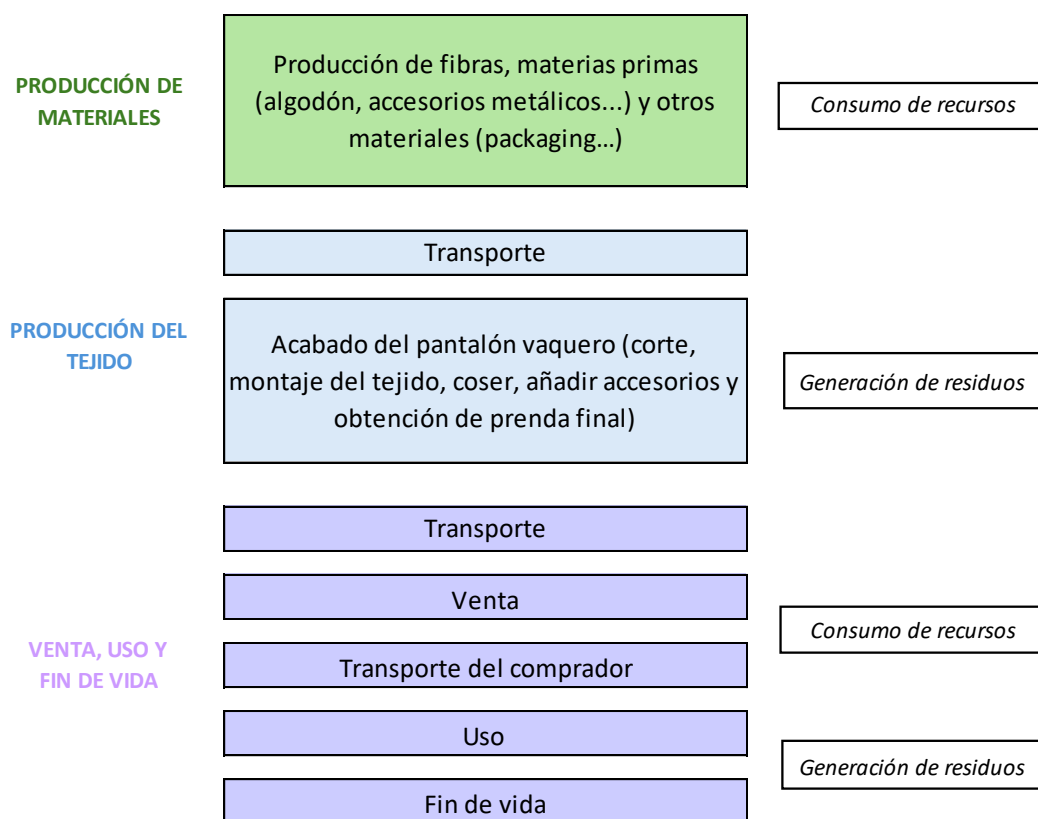 PRODUCCIÓN DE
MATERIALES
Producción de fibras, materias primas
(algodón, accesorios metálicos...) y otros
materiales (packaging…)
Consumo de recursos
Transporte
PRODUCCIÓN DEL
TEJIDO
Acabado del pantalón vaquero (corte,
montaje del tejido, coser, añadir accesorios y
obtención de prenda final)
Generación de residuos
Transporte
Venta
Consumo de recursos
VENTA, USO Y
FIN DE VIDA
Transporte del comprador
Uso
Generación de residuos
Fin de vida